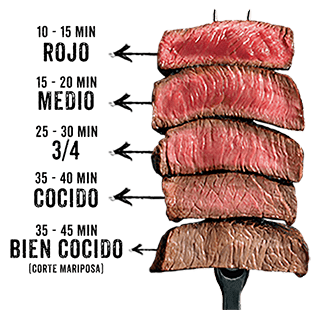 10 - 15 MIN
ROJO
15 - 20 MIN
MEDIO
25 - 30 MIN
3/4
35 - 40 MIN
COCIDO
35 - 45 MIN
BIEN COCIDO
(CORTE MARIPOSA)